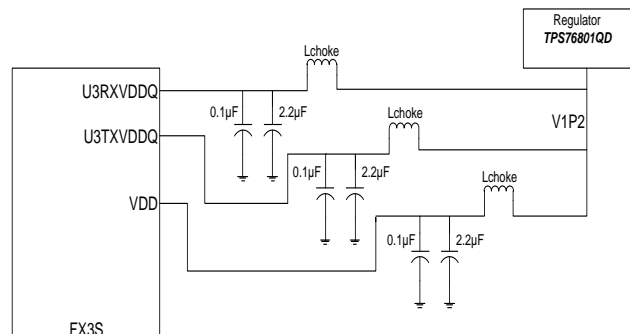 Regulator
TPS76801QD
Lchoke
U3RXVDDQ
0.1µF
2.2µF
Lchoke
V1P2
U3TXVDDQ
0.1µF
2.2µF
Lchoke
VDD
0.1µF
2.2µF
FX3S